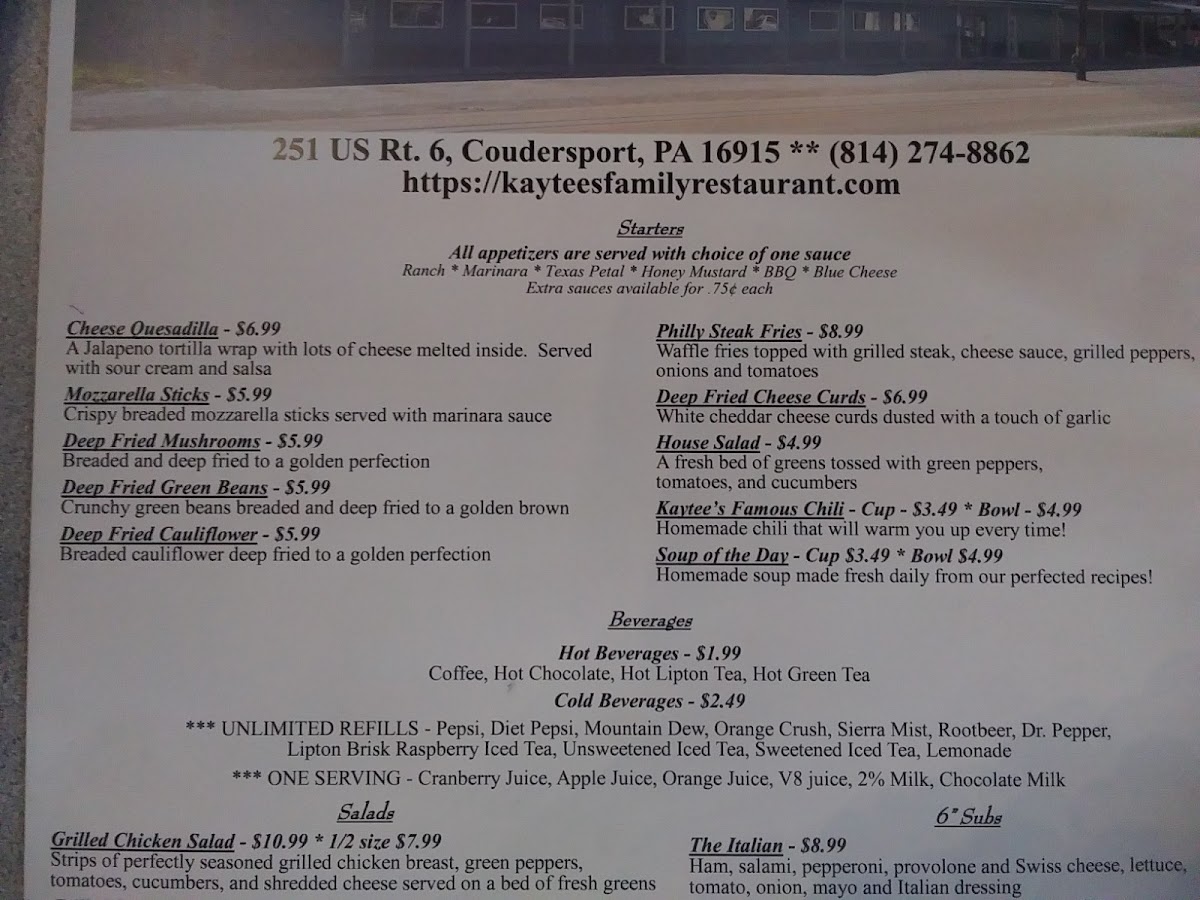 251 US Rt. 6, Coudersport, PA 16915 ** (814) 274-8862
https://kayteesfamilyrestaurant.com
Starters
All appetizers are served with choice of one sauce
Ranch * Marinara * Texas Petal * Honey Mustard * BBQ * Blue Cheese
Extra sauces available for .75¢ each
Cheese Quesadilla - $6.99
A Jalapeno tortilla wrap with lots of cheese melted inside. Served
with sour cream and salsa
Mozzarella Sticks - $5.99
Crispy breaded mozzarella sticks served with marinara sauce
Deep Fried Mushrooms - $5.99
Breaded and deep fried to a golden perfection
Deep Fried Green Beans - $5.99
Crunchy green beans breaded and deep fried to a golden brown
Deep Fried Cauliflower - $5.99
Breaded cauliflower deep fried to a golden perfection
Philly Steak Fries - $8.99
Waffle fries topped with grilled steak, cheese sauce, grilled peppers,
onions and tomatoes
Deep Fried Cheese Curds - $6.99
White cheddar cheese curds dusted with a touch of garlic
House Salad - $4.99
A fresh bed of greens tossed with green peppers,
tomatoes, and cucumbers
Kaytee's Famous Chili - Cup - $3.49 * Bowl - $4.99
Homemade chili that will warm you up every time!
Soup of the Day - Cup $3.49 * Bowl $4.99
Homemade soup made fresh daily from our perfected recipes!
Beverages
Hot Beverages - $1.99
Coffee, Hot Chocolate, Hot Lipton Tea, Hot Green Tea
Cold Beverages - $2.49
*** UNLIMITED REFILLS - Pepsi, Diet Pepsi, Mountain Dew, Orange Crush, Sierra Mist, Rootbeer, Dr. Pepper,
Lipton Brisk Raspberry Iced Tea, Unsweetened Iced Tea, Sweetened Iced Tea, Lemonade
*** ONE SERVING - Cranberry Juice, Apple Juice, Orange Juice, V8 juice, 2% Milk, Chocolate Milk
Salads
Grilled Chicken Salad - $10.99 * 1/2 size $7.99
Strips of perfectly seasoned grilled chicken breast, green peppers,
tomatoes, cucumbers, and shredded cheese served on a bed of fresh greens
6" Subs
The Italian - $8.99
Ham, salami, pepperoni, provolone and Swiss cheese, lettuce,
tomato, onion, mayo and Italian dressing